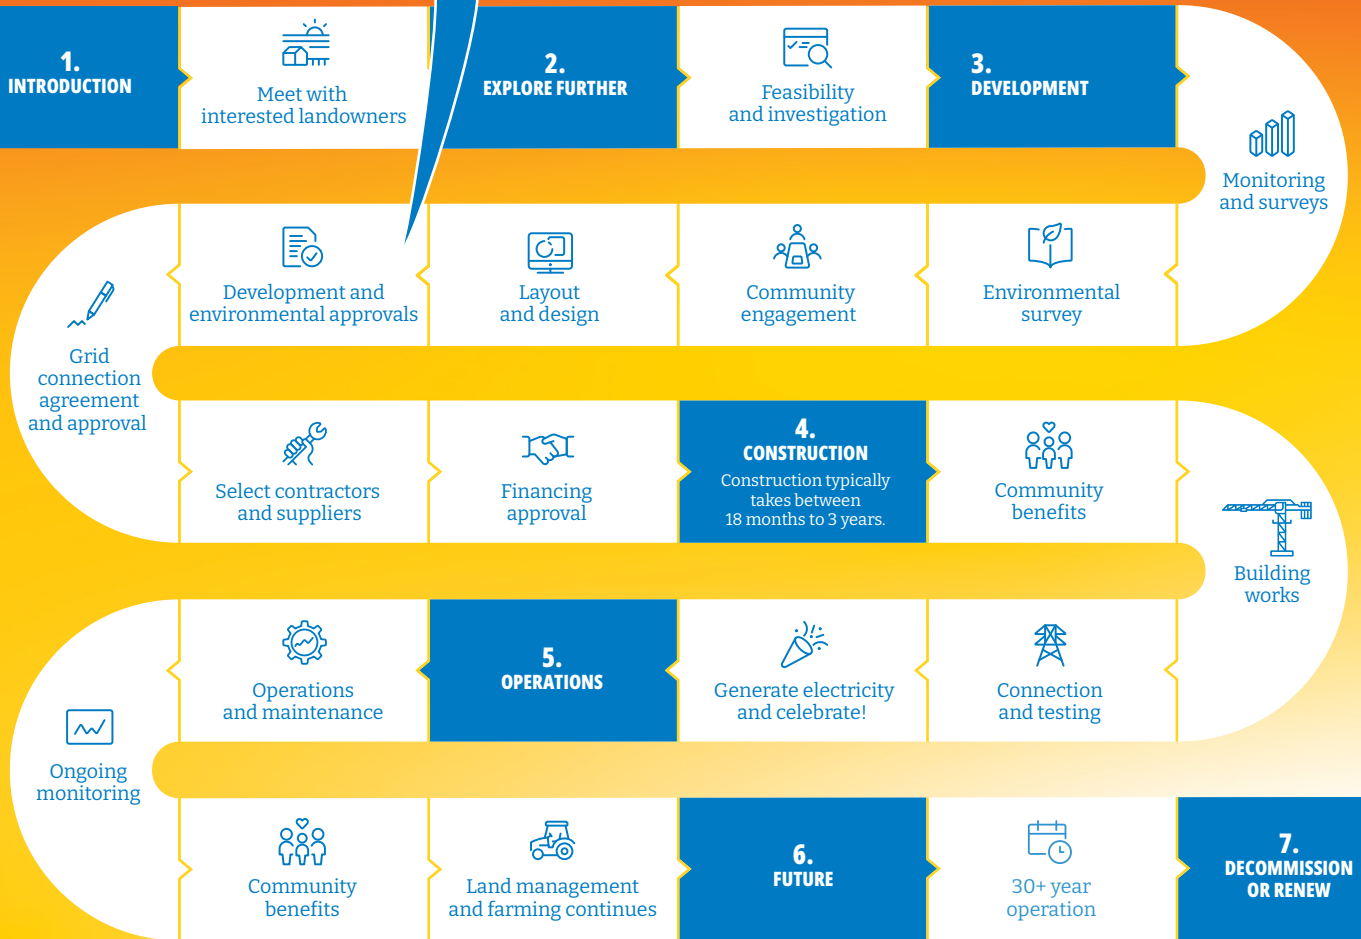 1.
INTRODUCTION
Meet with
interested landowners
2.
EXPLORE FURTHER
Feasibility
and investigation
3.
DEVELOPMENT
Monitoring
and surveys
Environmental
survey
Community
engagement
Layout
and design
Development and
environmental approvals
Grid
connection
agreement
and approval
Select contractors
and suppliers
Financing
approval
4.
CONSTRUCTION
Construction typically
takes between
18 months to 3 years.
Community
benefits
Building
works
Connection
and testing
Generate electricity
and celebrate!
5.
OPERATIONS
Operations
and maintenance
Ongoing
monitoring
Community
benefits
Land management
and farming continues
6.
FUTURE
30+ year
operation
7.
DECOMMISSION
OR RENEW